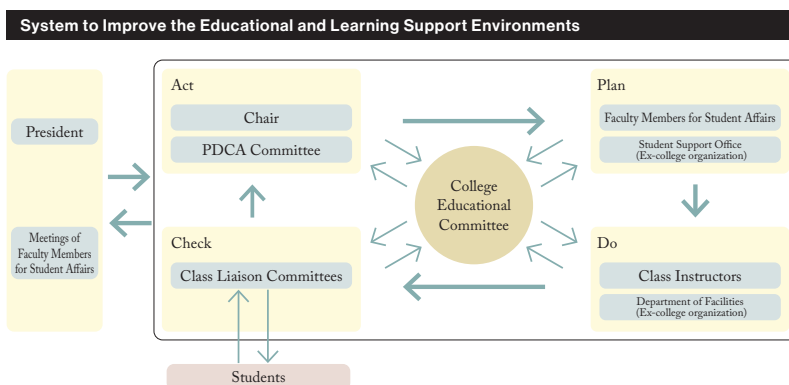 System to Improve the Educational and Learning Support Environments
President
Meetings of
Faculty Members
for Student Affairs
Act
Chair
PDCA Committee
Plan
Faculty Members for Student Affairs
Student Support Office
(Ex-college organization)
College
Educational
Committee
Check
Class Liaison Committees
Do
Class Instructors
Department of Facilities
(Ex-college organization)
Students